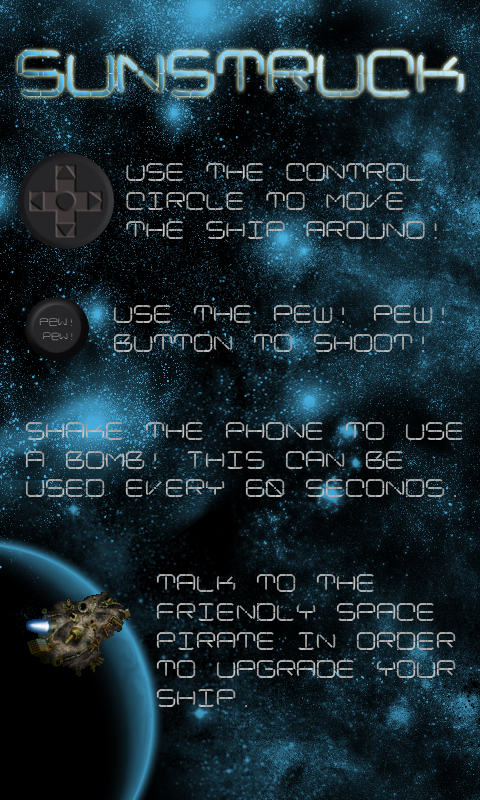 SUNSTRUCK
USE THE CONTROL
CIRCLE TO MOVE
THE SHIP AROUND!
PEW!
PEW!
USE THE PEW! PEW!
BUTTON TO SHOOT!
SHAKE THE PHONE TO USE
A BOMB! THIS CAN BE
USED EVERY 60 SECONDS.
TALK TO THE
FRIENDLY SPACE
PIRATE IN ORDER
TO UPGRADE YOUR
SHIP.